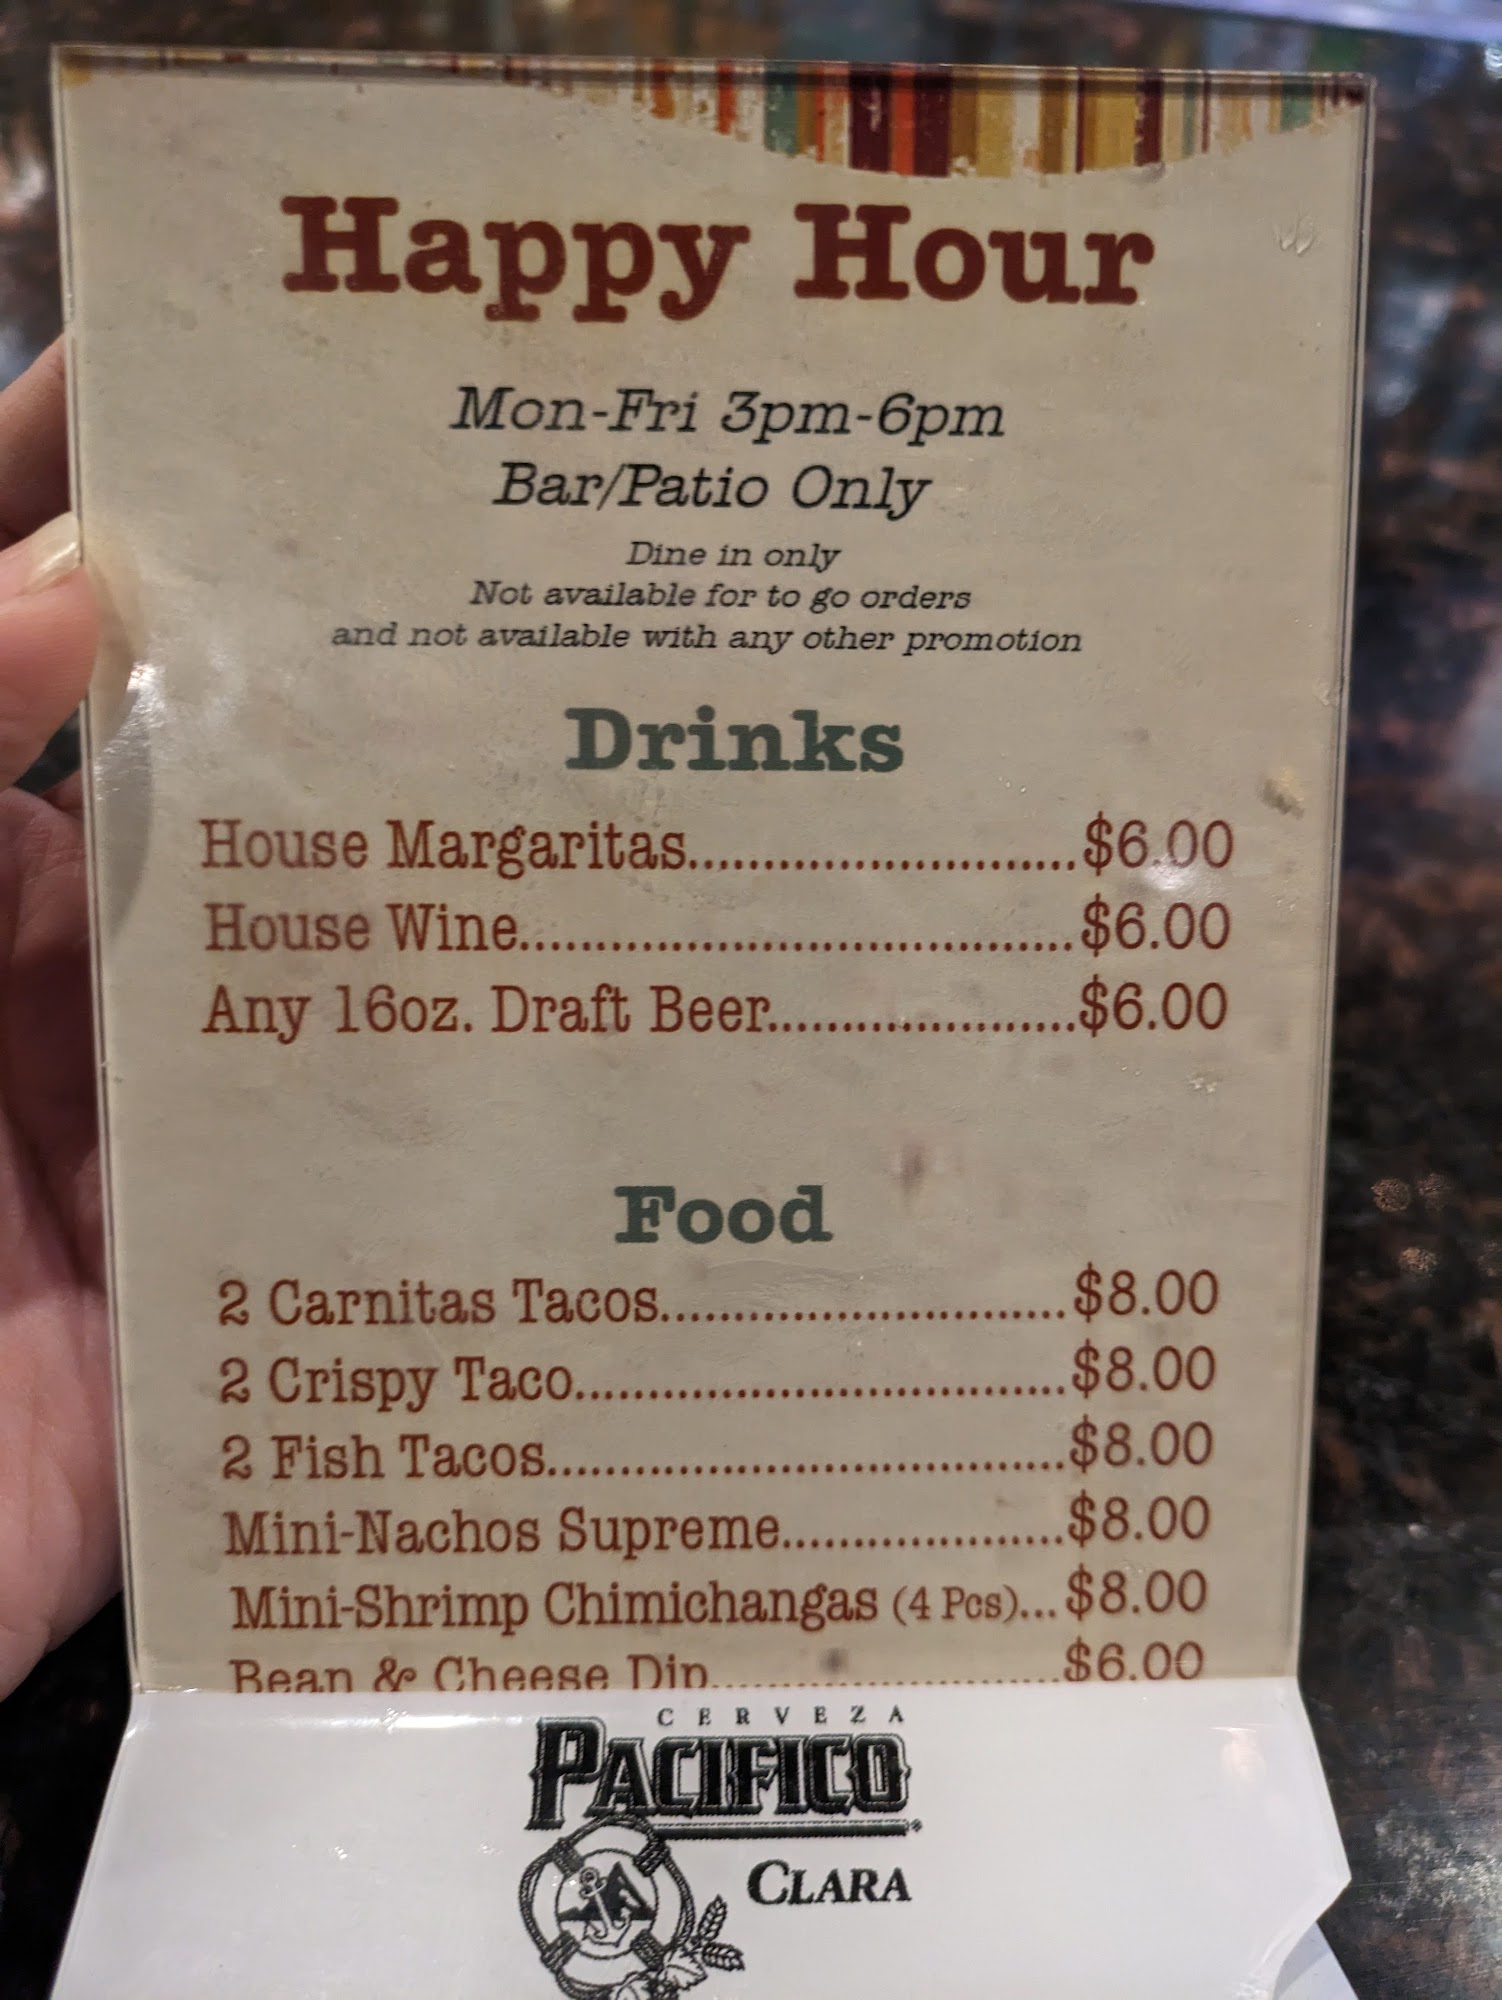 Happy Hour
Mon-Fri 3pm-6pm
Bar/Patio Only
Dine in only
Not available for to go orders
and not available with any other promotion
Drinks
House Margaritas..........................$6.00
House Wine......................................$6.00
Any 16oz. Draft Beer.....................$6.00
Food
2 Carnitas Tacos............................$8.00
2 Crispy Taco..................................$8.00
2 Fish Tacos....................................$8.00
Mini-Nachos Supreme....................$8.00
Mini-Shrimp Chimichangas (4 Pcs)...$8.00
Bean & Cheese Dip.........................$6.00
CERVEZA
PACIFICO
CLARA